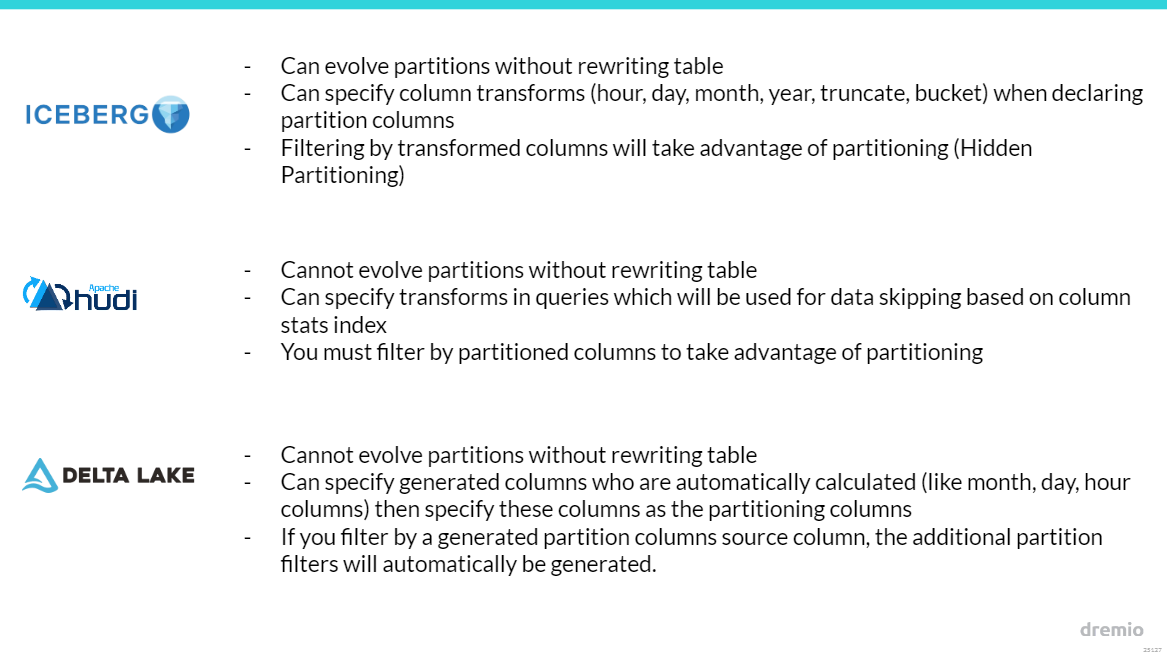 - Can evolve partitions without rewriting table
- Can specify column transforms (hour, day, month, year, truncate, bucket) when declaring
partition columns
- Filtering by transformed columns will take advantage of partitioning (Hidden
Partitioning)
ICEBERG
- Cannot evolve partitions without rewriting table
- Can specify transforms in queries which will be used for data skipping based on column
stats index
- You must filter by partitioned columns to take advantage of partitioning
Apache
hudi
- Cannot evolve partitions without rewriting table
- Can specify generated columns who are automatically calculated (like month, day, hour
columns) then specify these columns as the partitioning columns
- If you filter by a generated partition columns source column, the additional partition
filters will automatically be generated.
DELTA LAKE
dremio